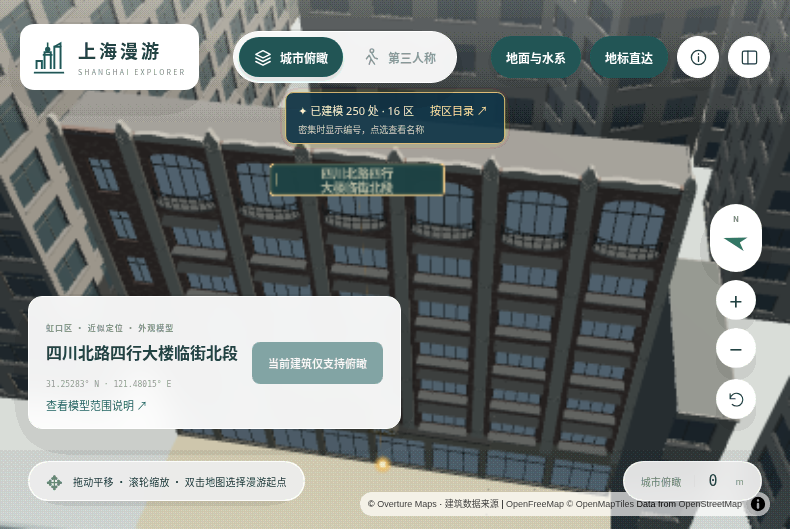 上海漫游
SHANGHAI EXPLORER
城市俯瞰
第三人称
地面与水系
地标直达
✦ 已建模 250 处 · 16 区 按区目录 ↗
密集时显示编号，点选查看名称
四川北路四行
大楼临街北段
N
虹口区 · 近似定位 · 外观模型
四川北路四行大楼临街北段
当前建筑仅支持俯瞰
31.25283° N · 121.48015° E
查看模型范围说明 ↗
拖动平移 · 滚轮缩放 · 双击地图选择漫游起点
城市俯瞰 0 m
© Overture Maps · 建筑数据来源 | OpenFreeMap © OpenMapTiles Data from OpenStreetMap